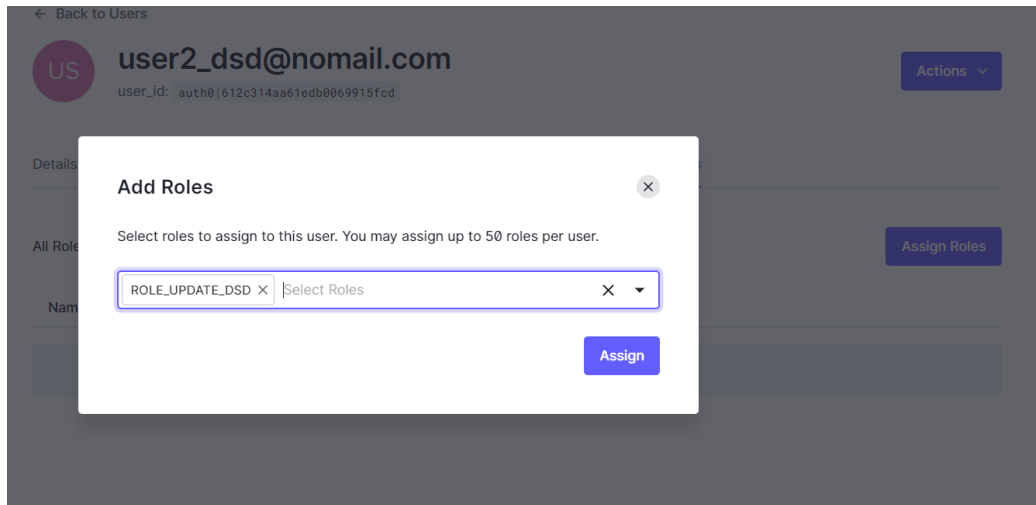 ← Back to Users
US
user2_dsd@nomail.com
user_id: auth0|612c314aa61edb0069915fcd
Actions
Details
Add Roles
Select roles to assign to this user. You may assign up to 50 roles per user.
All Role
Assign Roles
ROLE_UPDATE_DSD × Select Roles
Nam
Assign